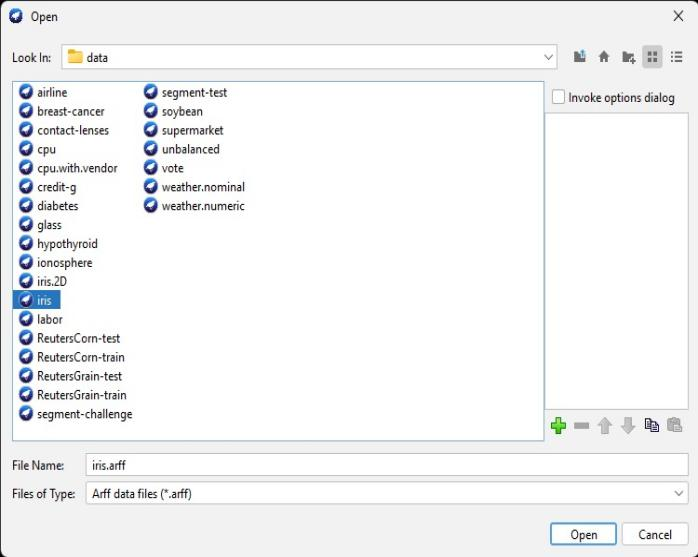 Open
Look In: data
airline
breast-cancer
contact-lenses
cpu
cpu.with.vendor
credit-g
diabetes
glass
hypothyroid
ionosphere
iris.2D
iris
labor
ReutersCorn-test
ReutersCorn-train
ReutersGrain-test
ReutersGrain-train
segment-challenge
segment-test
soybean
supermarket
unbalanced
vote
weather.nominal
weather.numeric
Invoke options dialog
File Name: iris.arff
Files of Type: Arff data files (*.arff)
Open Cancel